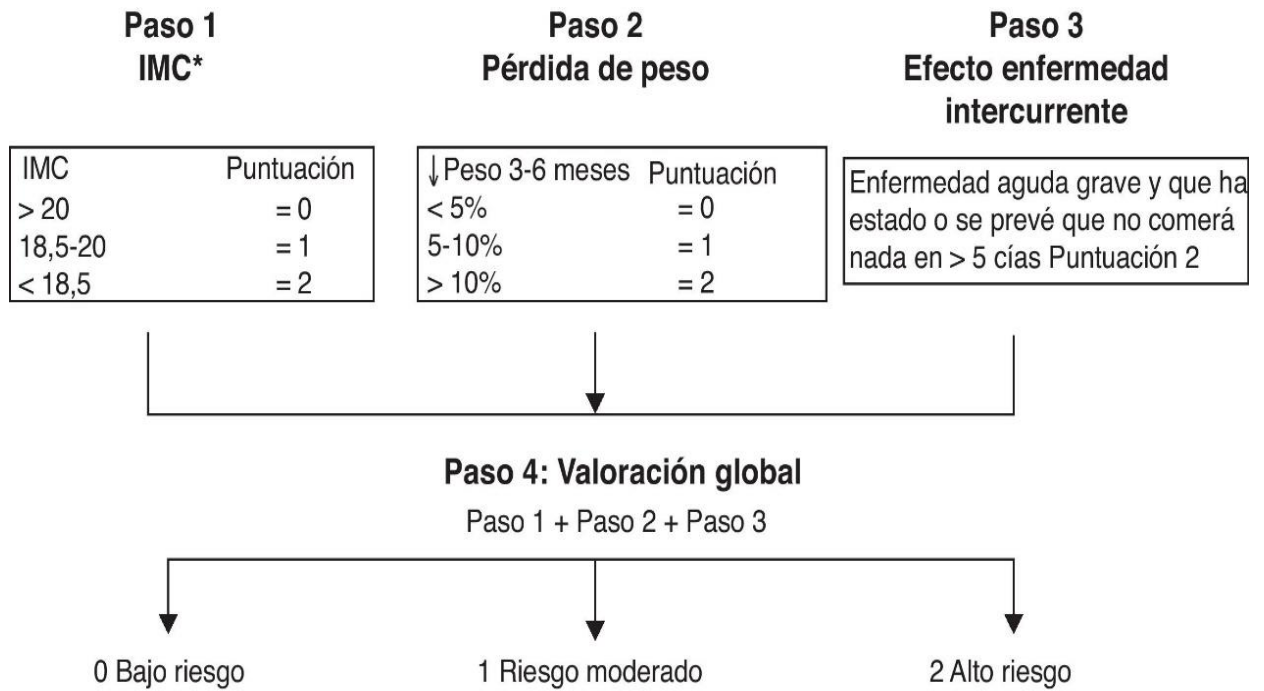 Paso 1
IMC*
Paso 2
Pérdida de peso
Paso 3
Efecto enfermedad
intercurrente
IMC Puntuación
> 20 = 0
18,5-20 = 1
< 18,5 = 2
↓Peso 3-6 meses Puntuación
< 5% = 0
5-10% = 1
> 10% = 2
Enfermedad aguda grave y que ha
estado o se prevé que no comerá
nada en > 5 cías Puntuación 2
Paso 4: Valoración global
Paso 1 + Paso 2 + Paso 3
0 Bajo riesgo
1 Riesgo moderado
2 Alto riesgo